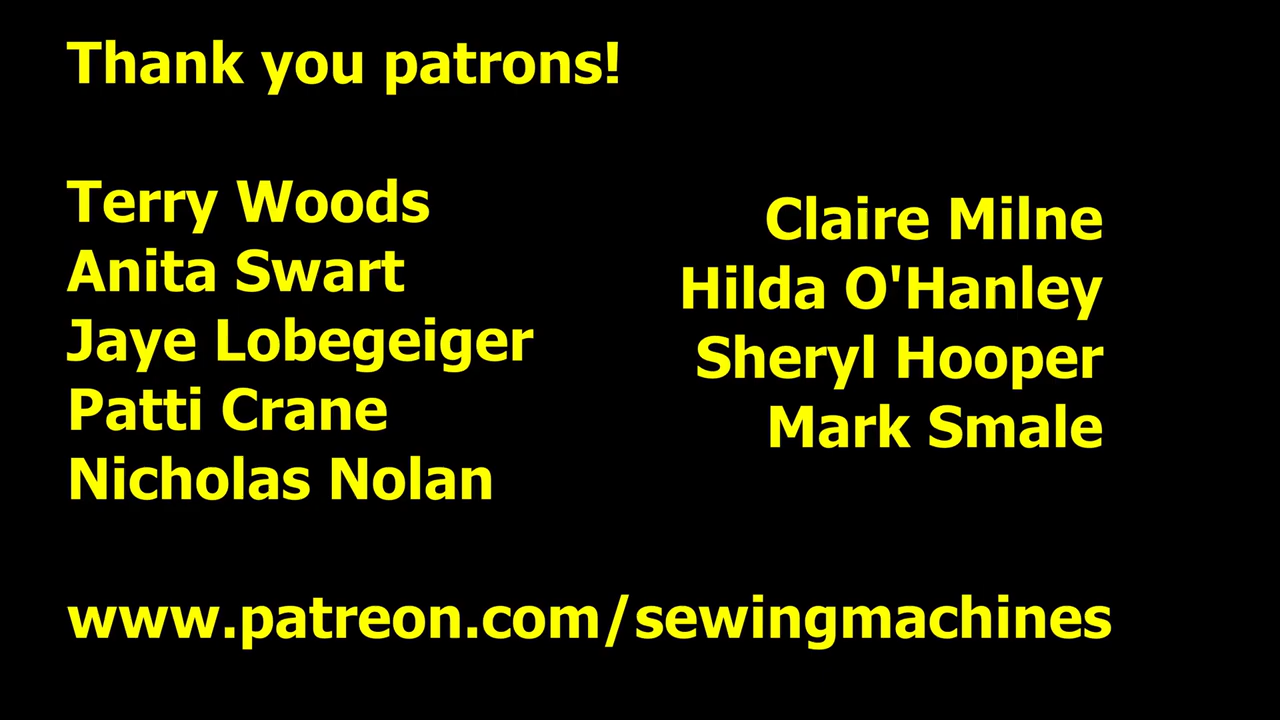 Thank you patrons!
Terry Woods
Anita Swart
Jaye Lobegeiger
Patti Crane
Nicholas Nolan
Claire Milne
Hilda O'Hanley
Sheryl Hooper
Mark Smale
www.patreon.com/sewingmachines